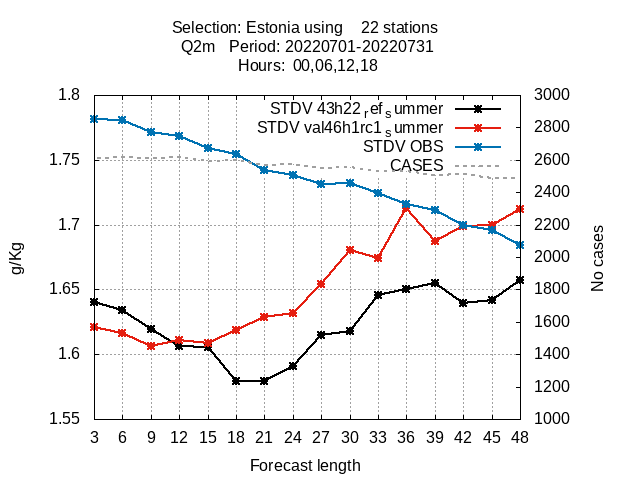 Selection: Estonia using    22 stations
Q2m   Period: 20220701-20220731
Hours:  00,06,12,18
STDV 43h22ref summer
STDV val46h1rc1summer
STDV OBS
CASES
1.8
1.75
1.7
1.65
1.6
1.55
g/Kg
3000
2800
2600
2400
2200
2000
1800
1600
1400
1200
1000
No cases
3 6 9 12 15 18 21 24 27 30 33 36 39 42 45 48
Forecast length